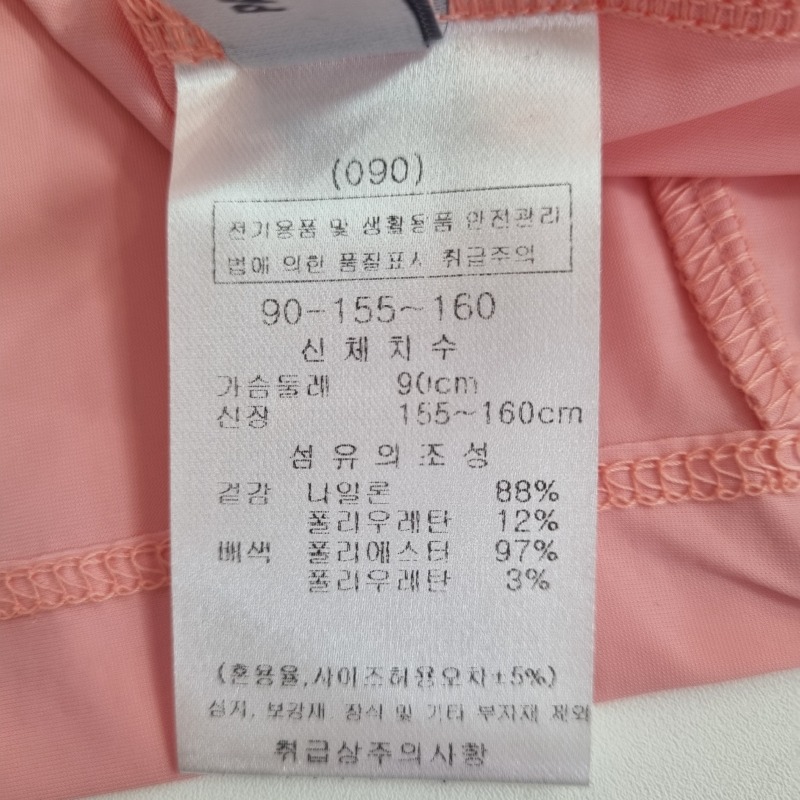 (090)
전기용품 및 생활용품 안전관리
법에 의한 품질표시 취급주의
90-155~160
신체치수
가슴둘레 90cm
신장 155~160cm
섬유의조성
겉감 나일론 88%
폴리우레탄 12%
배색 폴리에스터 97%
폴리우레탄 3%
(혼용율,사이즈허용오차±5%)
심지, 보강재, 장식 및 기타 부자재 제외
취급상주의사항